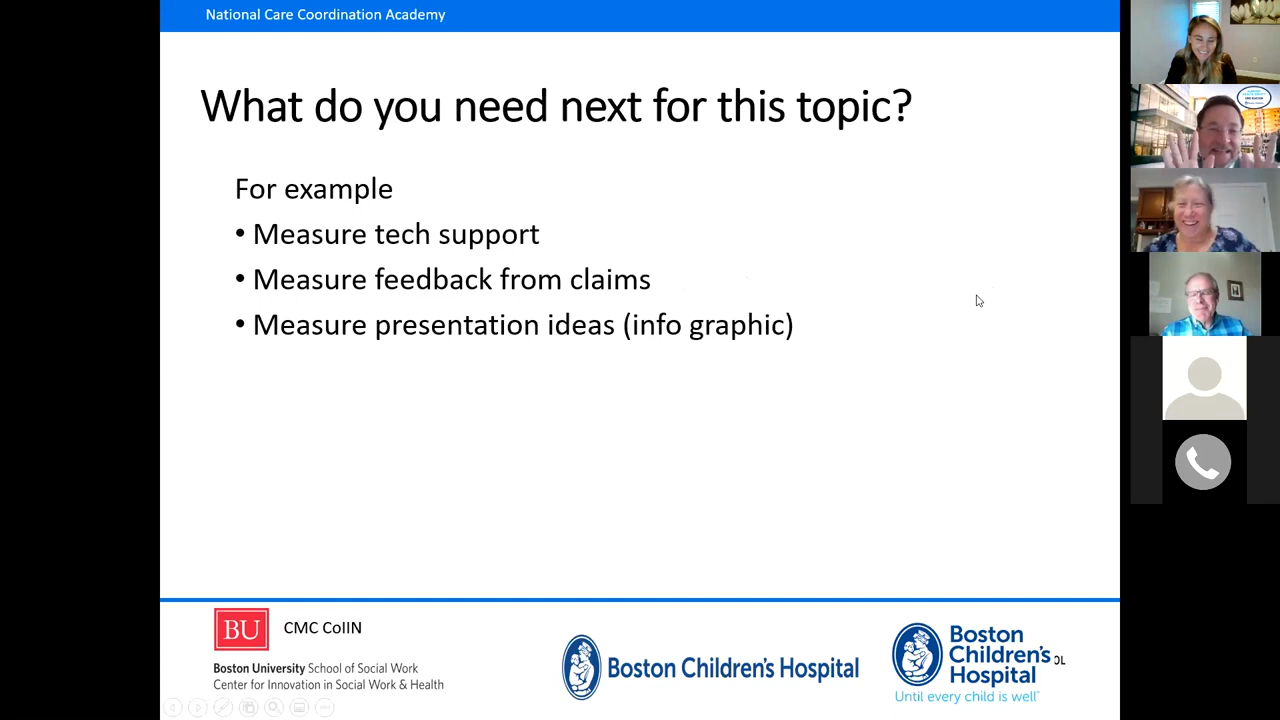 National Care Coordination Academy
What do you need next for this topic?
For example
• Measure tech support
• Measure feedback from claims
• Measure presentation ideas (info graphic)
BU
CMC CoIIN
Boston University School of Social Work
Center for Innovation in Social Work & Health
Boston Children's Hospital
Boston
Children's
Hospital
Until every child is well™
OL